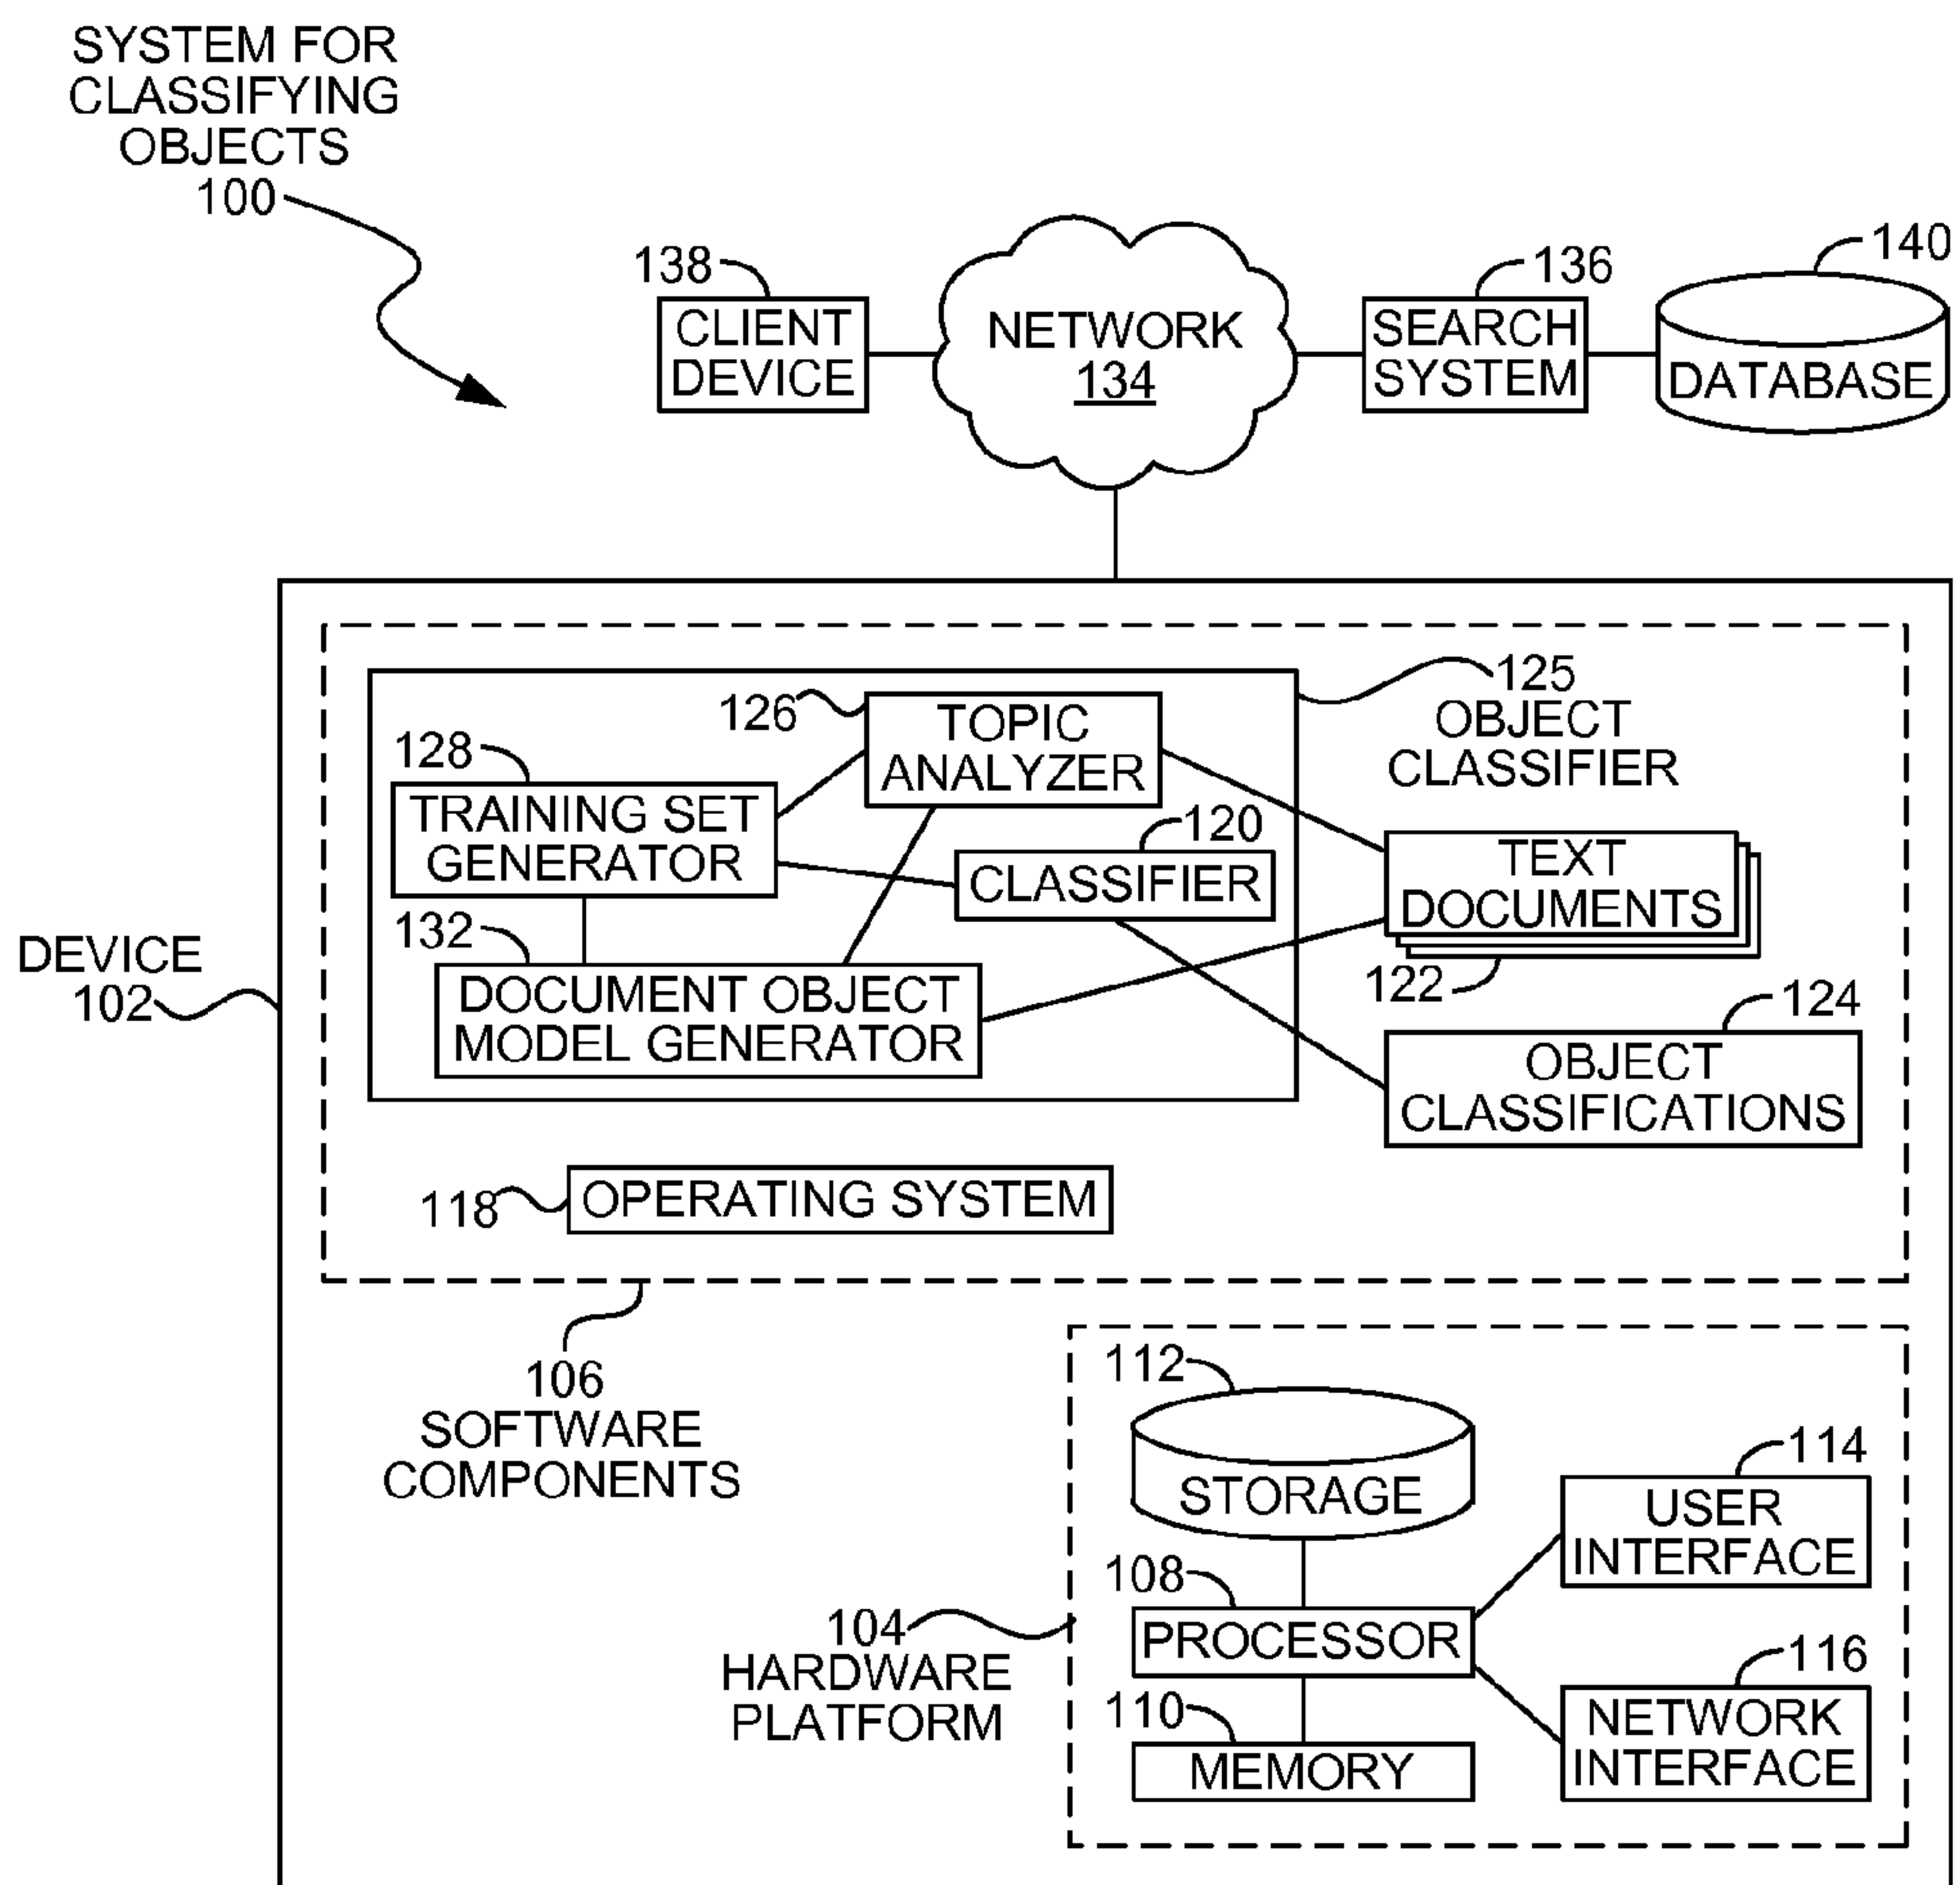 SYSTEM FOR
CLASSIFYING
OBJECTS
100
138
CLIENT
DEVICE
NETWORK
134
136
SEARCH
SYSTEM
140
DATABASE
125
OBJECT
CLASSIFIER
126
TOPIC
ANALYZER
128
TRAINING SET
GENERATOR
120
CLASSIFIER
TEXT
DOCUMENTS
122
132
DOCUMENT OBJECT
MODEL GENERATOR
DEVICE
102
124
OBJECT
CLASSIFICATIONS
118
OPERATING SYSTEM
106
SOFTWARE
COMPONENTS
112
STORAGE
114
USER
INTERFACE
108
PROCESSOR
104
HARDWARE
PLATFORM
116
NETWORK
INTERFACE
110
MEMORY